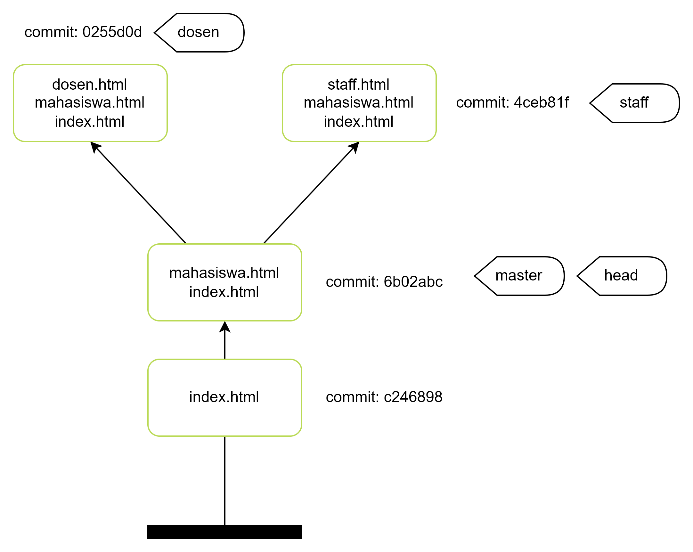 commit: 0255d0d
dosen
dosen.html
mahasiswa.html
index.html
staff.html
mahasiswa.html
index.html
commit: 4ceb81f
staff
mahasiswa.html
index.html
commit: 6b02abc
master
head
index.html
commit: c246898